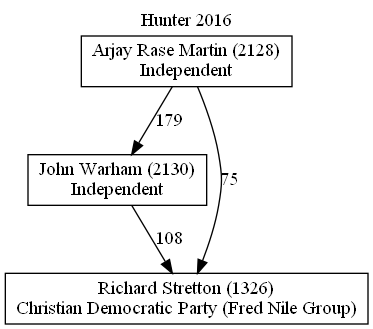 Hunter 2016
Arjay Rase Martin (2128)
Independent
179
John Warham (2130)
Independent
75
108
Richard Stretton (1326)
Christian Democratic Party (Fred Nile Group)